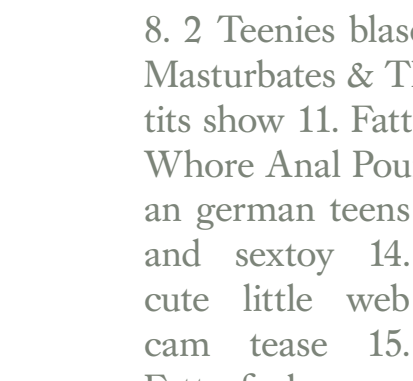 8. 2 Teenies
Masturbates &
tits show 11.
Whore Anal
an german teens
and sextoy 14.
cute little web
cam tease 15.